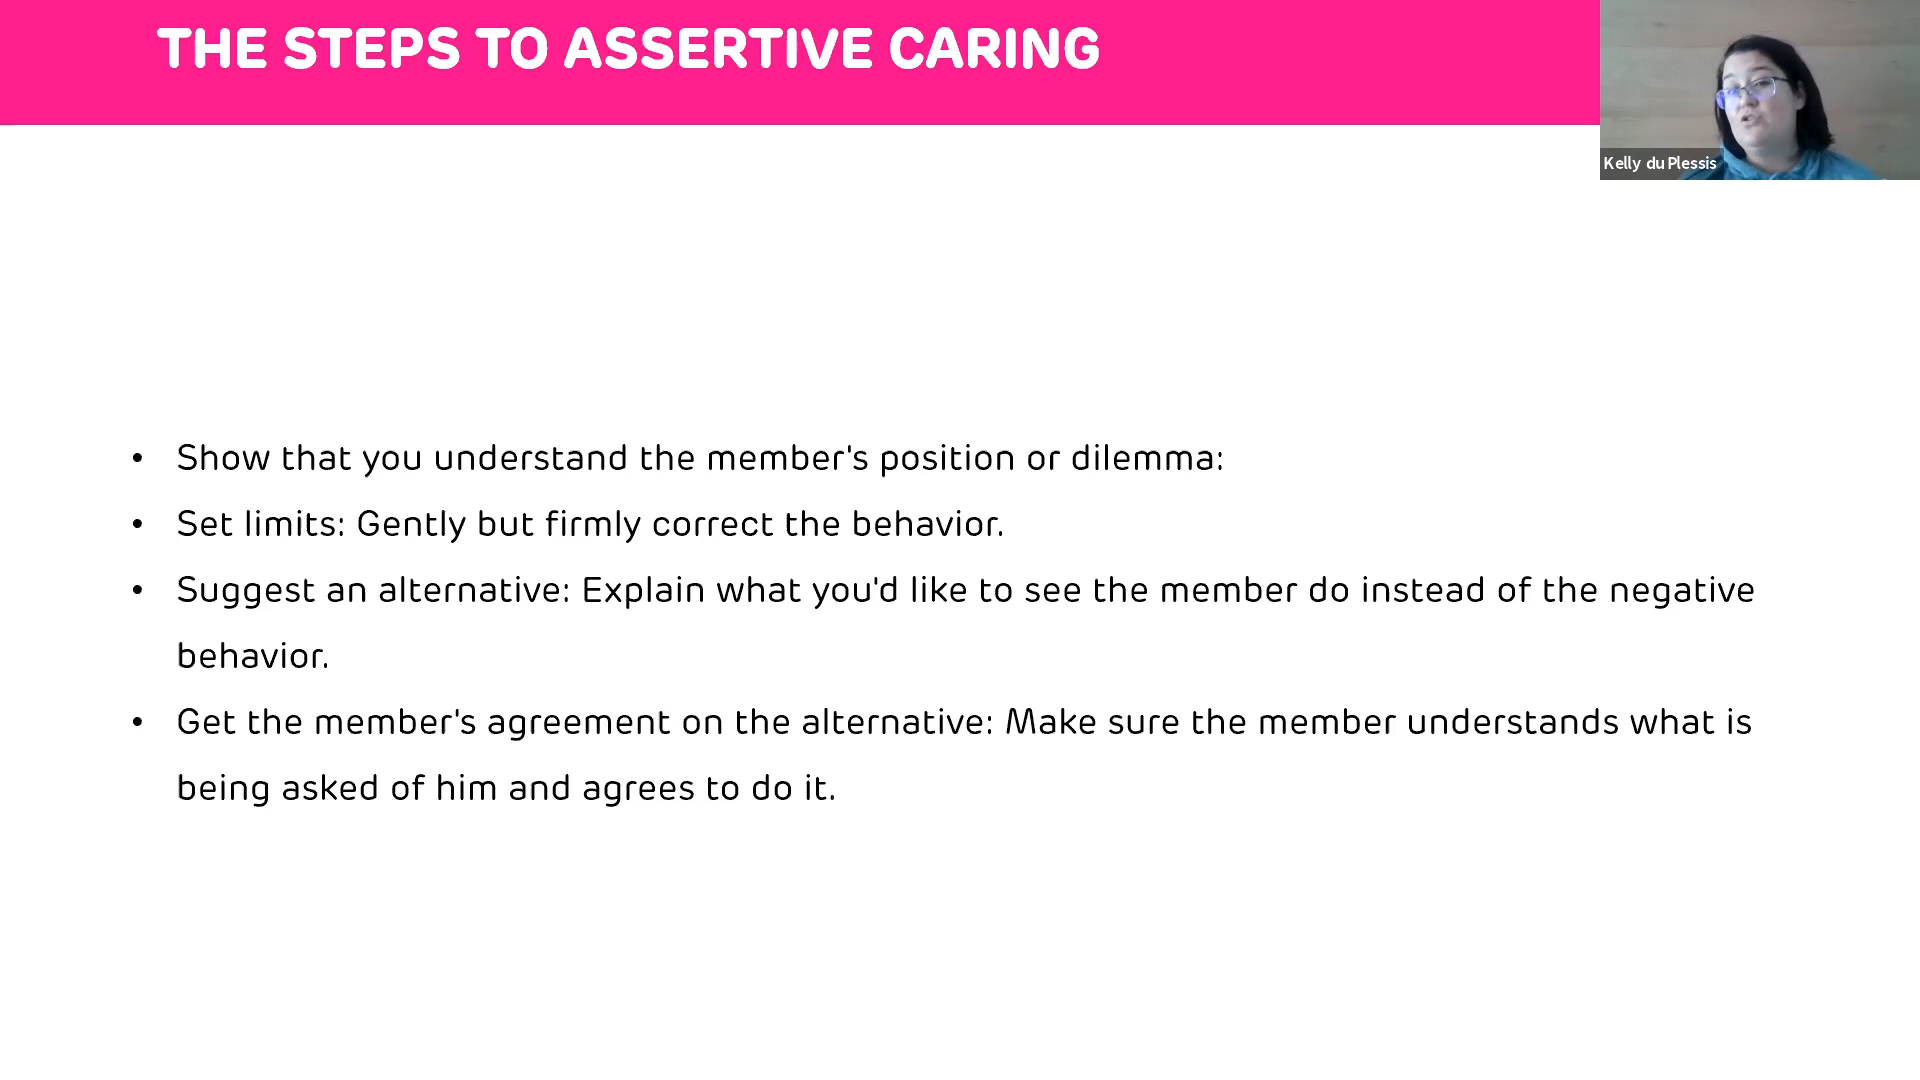 THE STEPS TO ASSERTIVE CARING
Kelly du Plessis
• Show that you understand the member's position or dilemma:
• Set limits: Gently but firmly correct the behavior.
• Suggest an alternative: Explain what you'd like to see the member do instead of the negative
behavior.
• Get the member's agreement on the alternative: Make sure the member understands what is
being asked of him and agrees to do it.